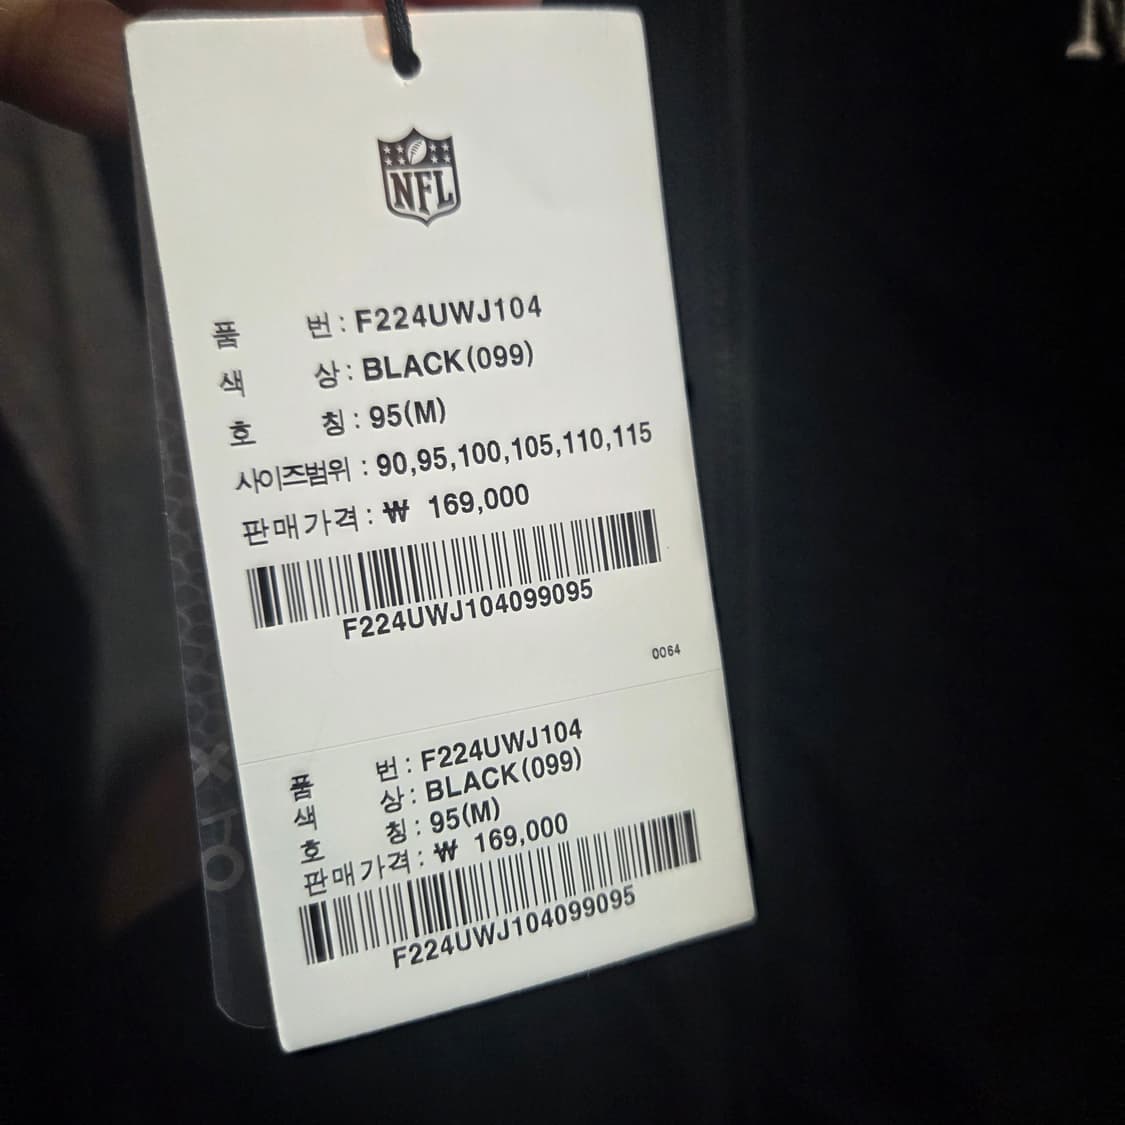 NFL
품 번 : F224UWJ104
색 상 : BLACK(099)
호 칭 : 95(M)
사이즈범위 : 90,95,100,105,110,115
판매가격 : ₩ 169,000
F224UWJ104099095
0064
품 번 : F224UWJ104
색 상 : BLACK(099)
호 칭 : 95(M)
판매가격 : ₩ 169,000
F224UWJ104099095